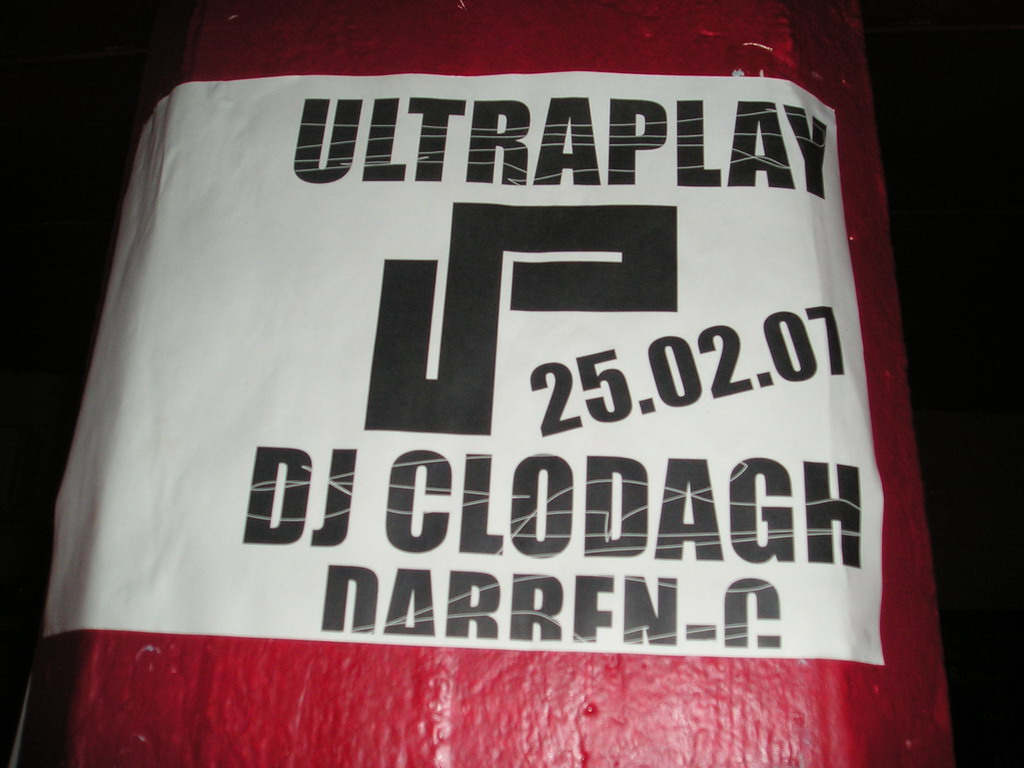 ULTRAPLAY
25.02.07
DJ CLODAGH
DARREN-C